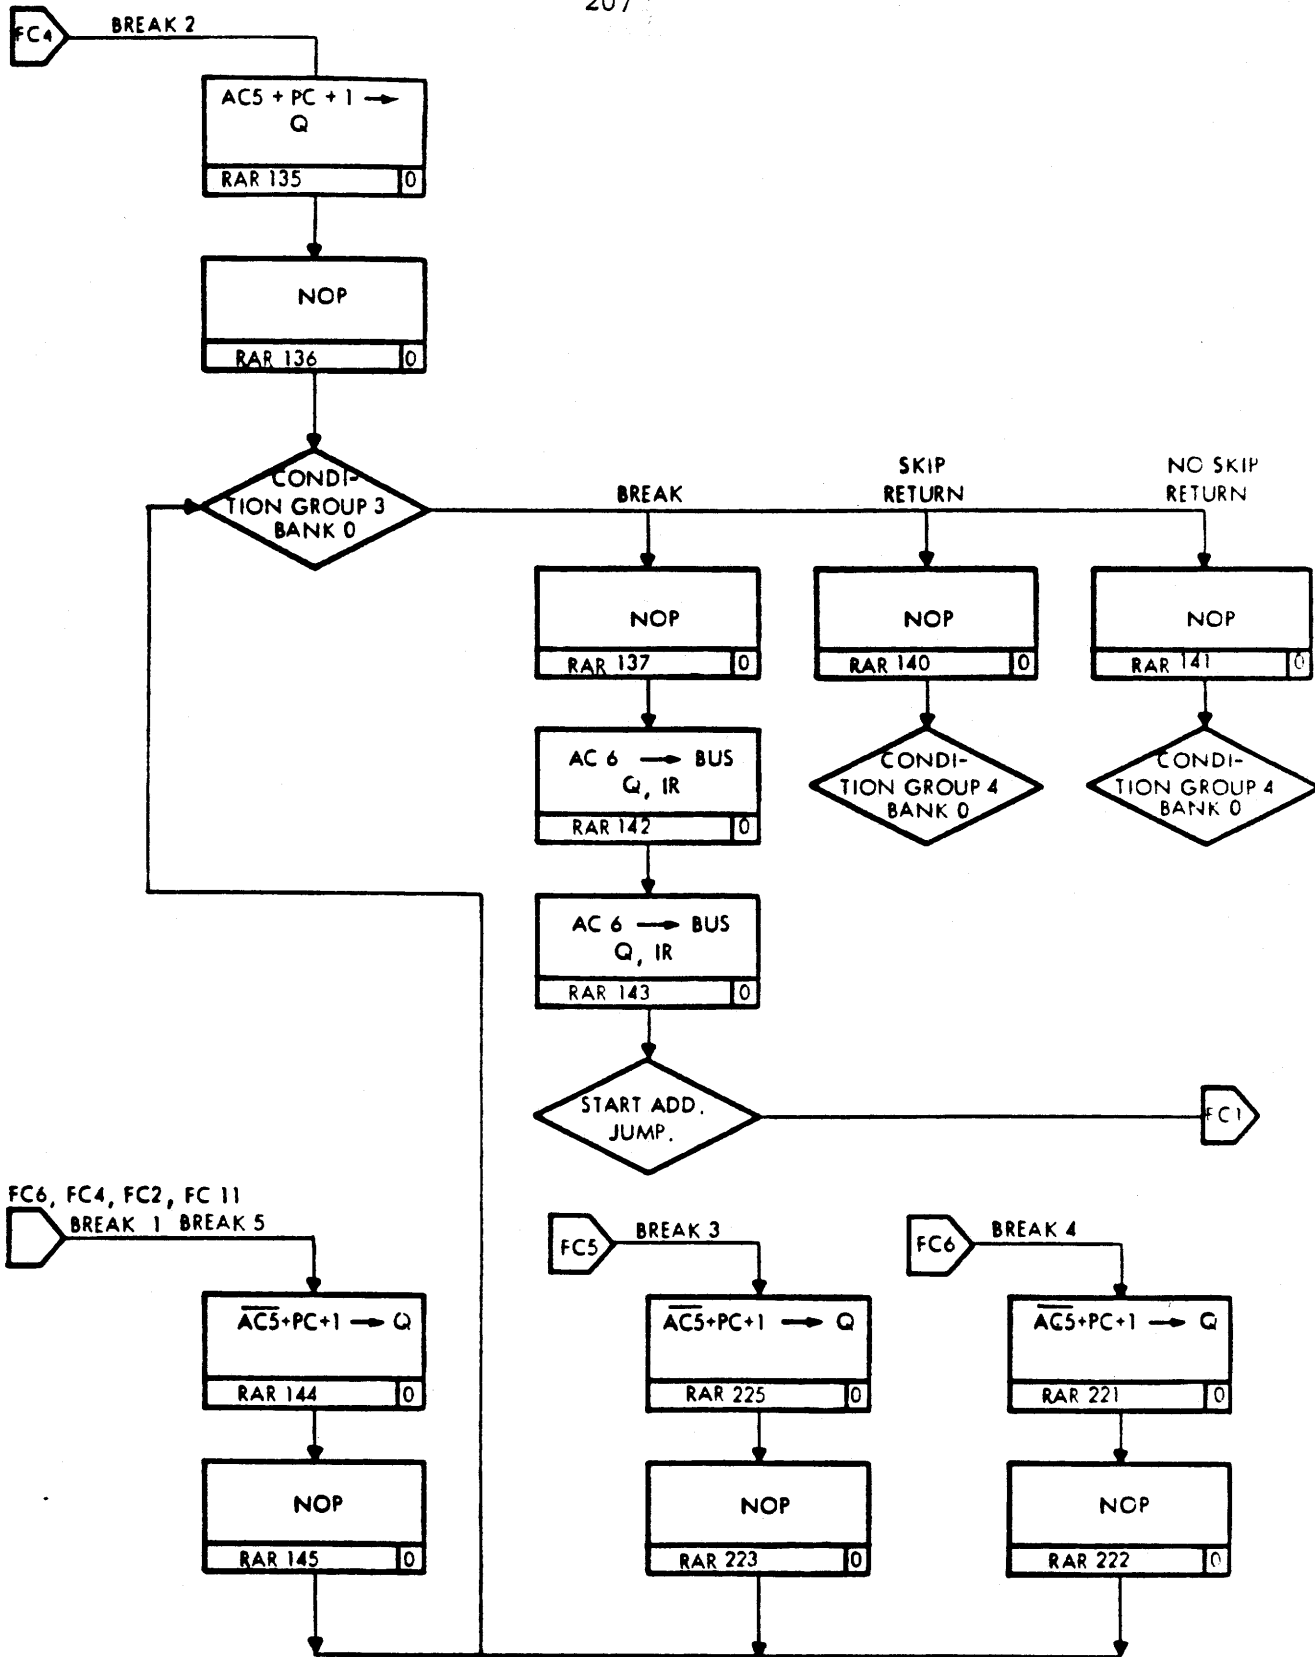 207
FC4
BREAK 2
AC5 + PC + 1 →
Q
RAR 135 0
NOP
RAR 136 0
CONDI-
TION GROUP 3
BANK 0
BREAK
SKIP
RETURN
NO SKIP
RETURN
NOP
RAR 137 0
NOP
RAR 140 0
NOP
RAR 141 0
AC 6 → BUS
Q, IR
RAR 142 0
CONDI-
TION GROUP 4
BANK 0
CONDI-
TION GROUP 4
BANK 0
AC 6 → BUS
Q, IR
RAR 143 0
START ADD.
JUMP.
FC1
FC6, FC4, FC2, FC 11
BREAK 1 BREAK 5
FC5
BREAK 3
FC6
BREAK 4
A̅C̅5̅+PC+1 → Q
RAR 144 0
A̅C̅5̅+PC+1 → Q
RAR 225 0
A̅C̅5̅+PC+1 → Q
RAR 221 0
NOP
RAR 145 0
NOP
RAR 223 0
NOP
RAR 222 0